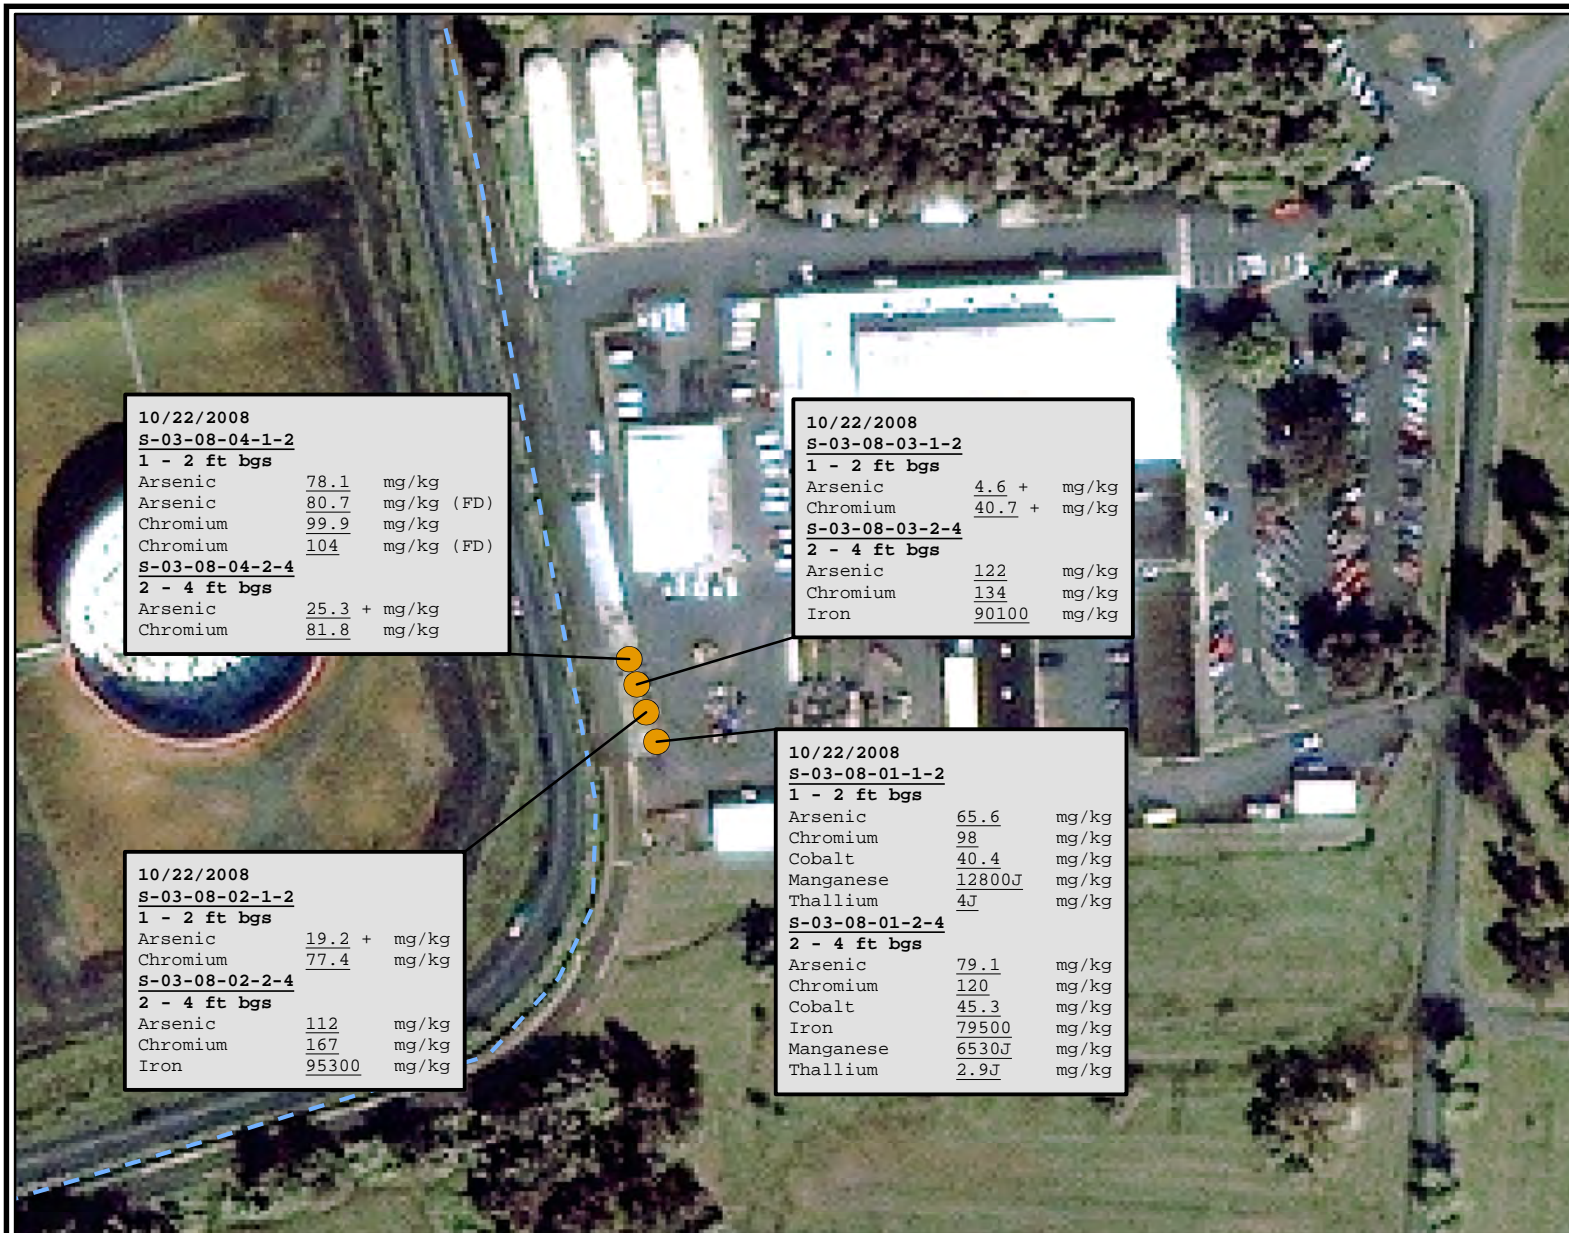 10/22/2008
S-03-08-04-1-2
1 - 2 ft bgs
Arsenic 78.1 mg/kg
Arsenic 80.7 mg/kg (FD)
Chromium 99.9 mg/kg
Chromium 104 mg/kg (FD)
S-03-08-04-2-4
2 - 4 ft bgs
Arsenic 25.3 + mg/kg
Chromium 81.8 mg/kg
10/22/2008
S-03-08-03-1-2
1 - 2 ft bgs
Arsenic 4.6 + mg/kg
Chromium 40.7 + mg/kg
S-03-08-03-2-4
2 - 4 ft bgs
Arsenic 122 mg/kg
Chromium 134 mg/kg
Iron 90100 mg/kg
10/22/2008
S-03-08-02-1-2
1 - 2 ft bgs
Arsenic 19.2 + mg/kg
Chromium 77.4 mg/kg
S-03-08-02-2-4
2 - 4 ft bgs
Arsenic 112 mg/kg
Chromium 167 mg/kg
Iron 95300 mg/kg
10/22/2008
S-03-08-01-1-2
1 - 2 ft bgs
Arsenic 65.6 mg/kg
Chromium 98 mg/kg
Cobalt 40.4 mg/kg
Manganese 12800J mg/kg
Thallium 4J mg/kg
S-03-08-01-2-4
2 - 4 ft bgs
Arsenic 79.1 mg/kg
Chromium 120 mg/kg
Cobalt 45.3 mg/kg
Iron 79500 mg/kg
Manganese 6530J mg/kg
Thallium 2.9J mg/kg